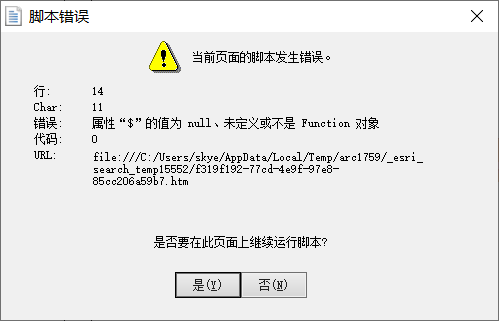 脚本错误
当前页面的脚本发生错误。
行: 14
Char: 11
错误: 属性“$”的值为 null、未定义或不是 Function 对象
代码: 0
URL: file:///C:/Users/skye/AppData/Local/Temp/arc1759/_esri_
search_temp15552/f319f192-77cd-4e9f-97e8-
85cc206a59b7.htm
是否要在此页面上继续运行脚本?
是(Y) 否(N)